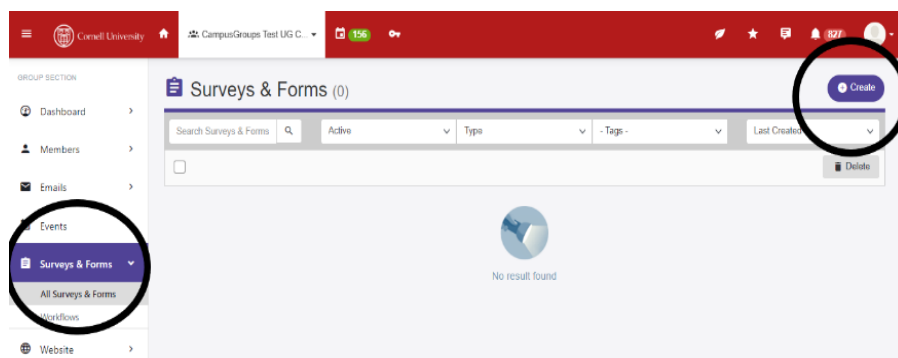 Cornell University
CampusGroups Test UG C...
156
827
GROUP SECTION
Dashboard
Members
Emails
Events
Surveys & Forms
All Surveys & Forms
Workflows
Website
Surveys & Forms (0)
Create
Search Surveys & Forms
Active
Type
- Tags -
Last Created
Delete
No result found